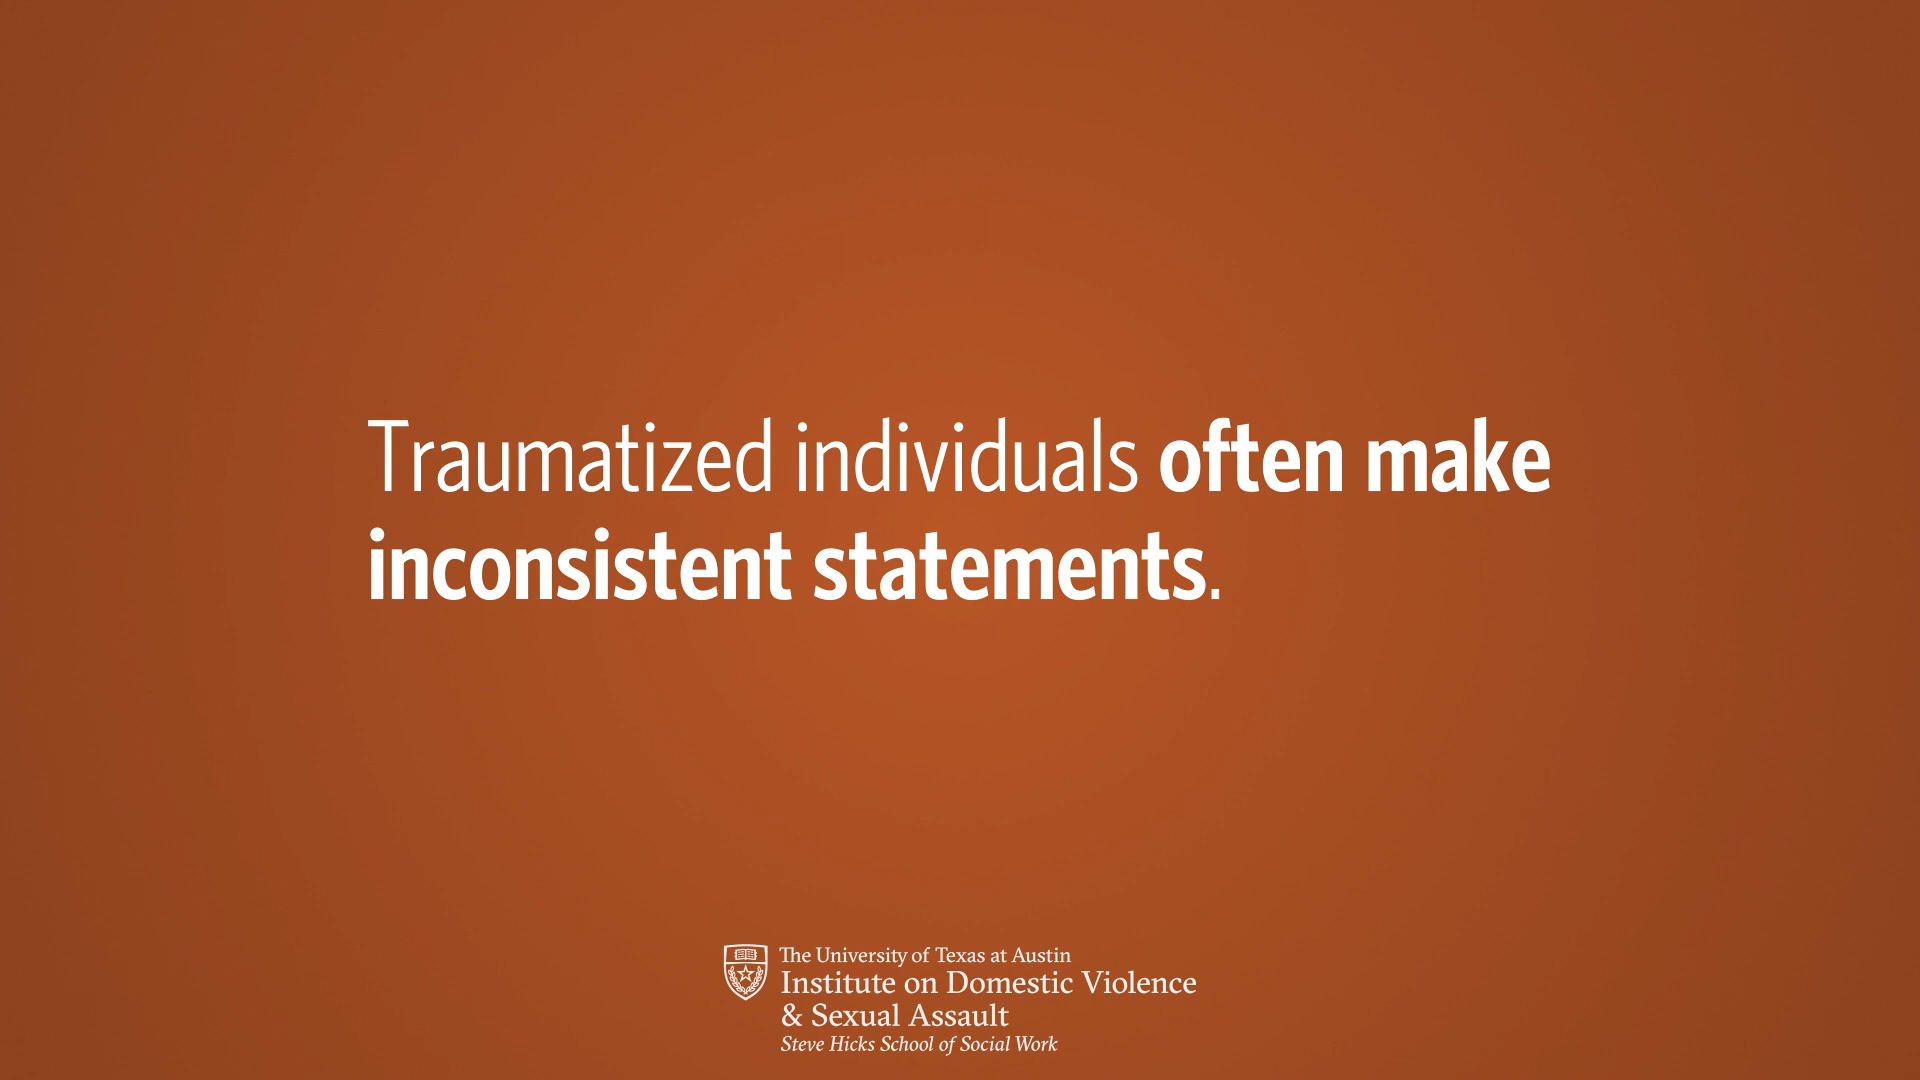 Traumatized individuals often make
inconsistent statements.
The University of Texas at Austin
Institute on Domestic Violence
& Sexual Assault
Steve Hicks School of Social Work